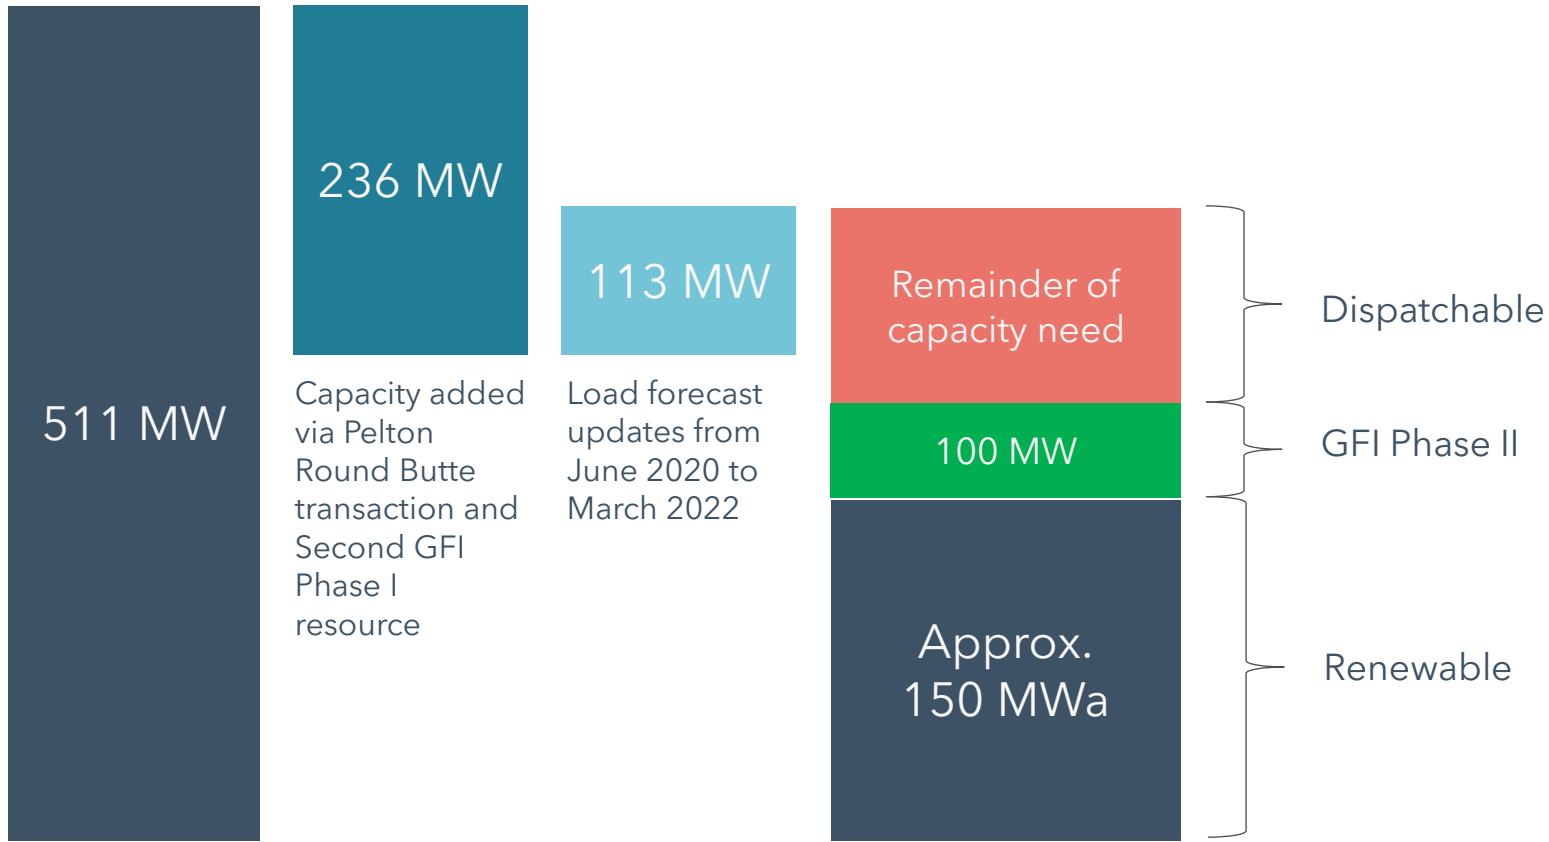 511 MW
236 MW
Capacity added
via Pelton
Round Butte
transaction and
Second GFI
Phase I
resource
113 MW
Load forecast
updates from
June 2020 to
March 2022
Remainder of
capacity need
100 MW
Approx.
150 MWa
Dispatchable
GFI Phase II
Renewable